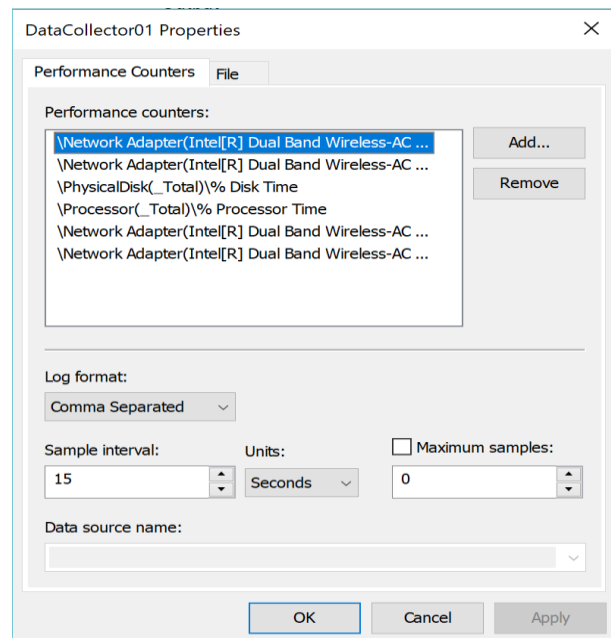 DataCollector01 Properties
Performance Counters File
Performance counters:
\Network Adapter(Intel[R] Dual Band Wireless-AC ...
\Network Adapter(Intel[R] Dual Band Wireless-AC ...
\PhysicalDisk(_Total)\% Disk Time
\Processor(_Total)\% Processor Time
\Network Adapter(Intel[R] Dual Band Wireless-AC ...
\Network Adapter(Intel[R] Dual Band Wireless-AC ...
Add...
Remove
Log format:
Comma Separated
Sample interval: Units: Maximum samples:
15 Seconds 0
Data source name:
OK Cancel Apply